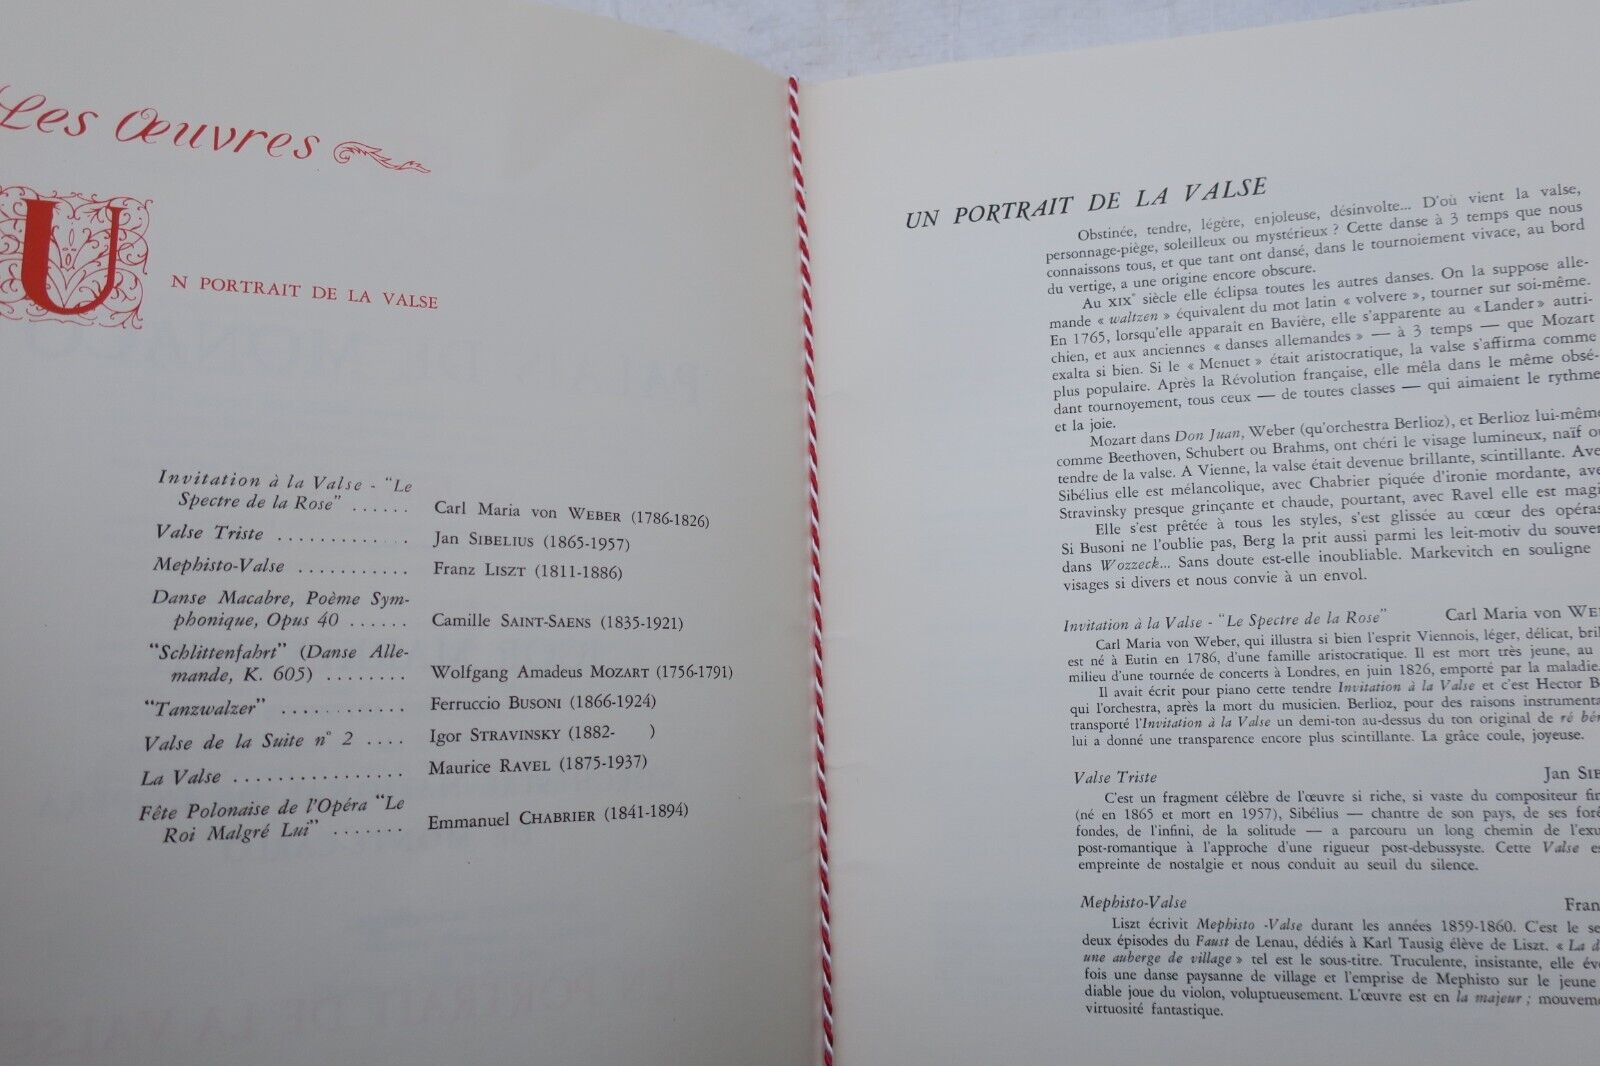 Les Œuvres
UN PORTRAIT DE LA VALSE
Invitation à la Valse - "Le
Spectre de la Rose" ...... Carl Maria von WEBER (1786-1826)
Valse Triste ............. Jan SIBELIUS (1865-1957)
Mephisto-Valse ........... Franz LISZT (1811-1886)
Danse Macabre, Poème Sym-
phonique, Opus 40 ...... Camille SAINT-SAENS (1835-1921)
"Schlittenfahrt" (Danse Alle-
mande, K. 605) ........ Wolfgang Amadeus MOZART (1756-1791)
"Tanzwalzer" ............ Ferruccio BUSONI (1866-1924)
Valse de la Suite n° 2 .... Igor STRAVINSKY (1882- )
La Valse ................ Maurice RAVEL (1875-1937)
Fête Polonaise de l'Opéra "Le
Roi Malgré Lui" ....... Emmanuel CHABRIER (1841-1894)
UN PORTRAIT DE LA VALSE
Obstinée, tendre, légère, enjoleuse, désinvolte... D'où vient la valse,
personnage-piège, soleilleux ou mystérieux ? Cette danse à 3 temps que nous
connaissons tous, et que tant ont dansé, dans le tournoiement vivace, au bord
du vertige, a une origine encore obscure.
Au XIX° siècle elle éclipsa toutes les autres danses. On la suppose alle-
mande « waltzen » équivalent du mot latin « volvere », tourner sur soi-même.
En 1765, lorsqu'elle apparait en Bavière, elle s'apparente au « Lander » autri-
chien, et aux anciennes « danses allemandes » — à 3 temps — que Mozart
exalta si bien. Si le « Menuet » était aristocratique, la valse s'affirma comme
plus populaire. Après la Révolution française, elle mêla dans le même obsé-
dant tournoyement, tous ceux — de toutes classes — qui aimaient le rythme
et la joie.
Mozart dans Don Juan, Weber (qu'orchestra Berlioz), et Berlioz lui-même
comme Beethoven, Schubert ou Brahms, ont chéri le visage lumineux, naïf ou
tendre de la valse. A Vienne, la valse était devenue brillante, scintillante. Ave
Sibélius elle est mélancolique, avec Chabrier piquée d'ironie mordante, ave
Stravinsky presque grinçante et chaude, pourtant, avec Ravel elle est magi
Elle s'est prêtée à tous les styles, s'est glissée au cœur des opéras
Si Busoni ne l'oublie pas, Berg la prit aussi parmi les leit-motiv du souven
dans Wozzeck... Sans doute est-elle inoubliable. Markevitch en souligne
visages si divers et nous convie à un envol.
Invitation à la Valse - "Le Spectre de la Rose" Carl Maria von WE
Carl Maria von Weber, qui illustra si bien l'esprit Viennois, léger, délicat, bril
est né à Eutin en 1786, d'une famille aristocratique. Il est mort très jeune, au
milieu d'une tournée de concerts à Londres, en juin 1826, emporté par la maladie.
Il avait écrit pour piano cette tendre Invitation à la Valse et c'est Hector B
qui l'orchestra, après la mort du musicien. Berlioz, pour des raisons instrumenta
transporté l'Invitation à la Valse un demi-ton au-dessus du ton original de ré bé
lui a donné une transparence encore plus scintillante. La grâce coule, joyeuse.
Valse Triste Jan SI
C'est un fragment célèbre de l'œuvre si riche, si vaste du compositeur fin
(né en 1865 et mort en 1957), Sibélius — chantre de son pays, de ses forê
fondes, de l'infini, de la solitude — a parcouru un long chemin de l'exu
post-romantique à l'approche d'une rigueur post-debussyste. Cette Valse es
empreinte de nostalgie et nous conduit au seuil du silence.
Mephisto-Valse Fran
Liszt écrivit Mephisto -Valse durant les années 1859-1860. C'est le se
deux épisodes du Faust de Lenau, dédiés à Karl Tausig élève de Liszt. « La d
une auberge de village » tel est le sous-titre. Truculente, insistante, elle évo
fois une danse paysanne de village et l'emprise de Mephisto sur le jeune
diable joue du violon, voluptueusement. L'œuvre est en la majeur ; mouveme
virtuosité fantastique.